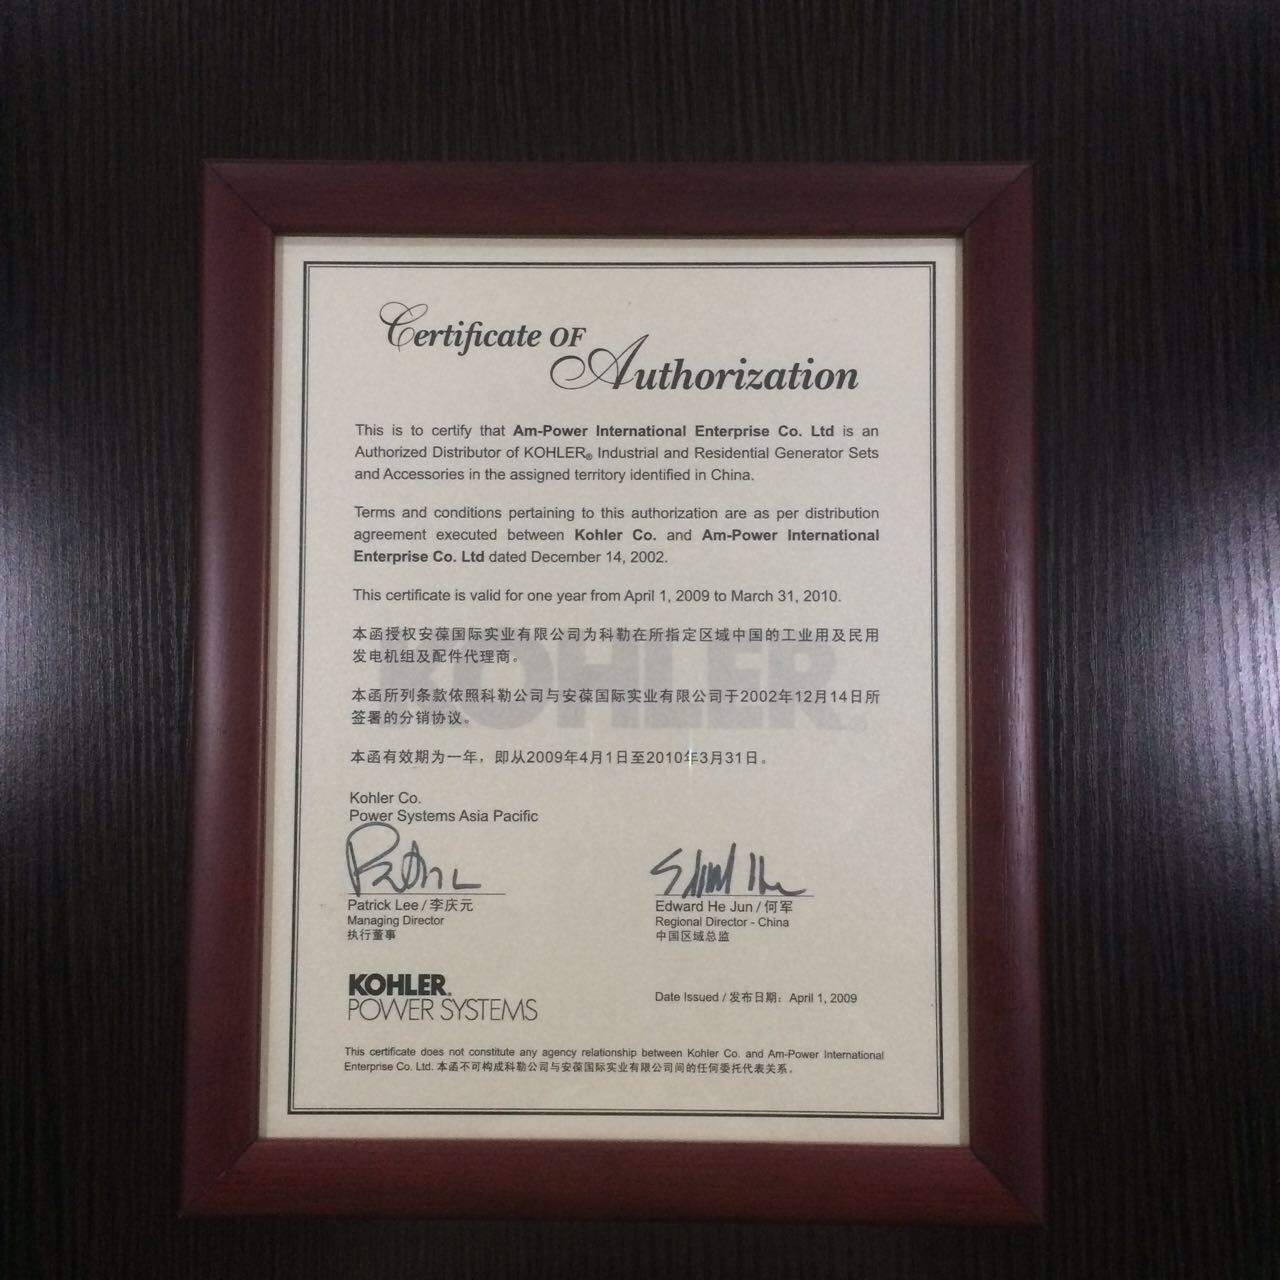 Certificate OF
Authorization
This is to certify that Am-Power International Enterprise Co. Ltd is an
Authorized Distributor of KOHLER® Industrial and Residential Generator Sets
and Accessories in the assigned territory identified in China.
Terms and conditions pertaining to this authorization are as per distribution
agreement executed between Kohler Co. and Am-Power International
Enterprise Co. Ltd dated December 14, 2002.
This certificate is valid for one year from April 1, 2009 to March 31, 2010.
本函授权安葆国际实业有限公司为科勒在所指定区域中国的工业用及民用
发电机组及配件代理商。
KOHLER
本函所列条款依照科勒公司与安葆国际实业有限公司于2002年12月14日所
签署的分销协议。
本函有效期为一年，即从2009年4月1日至2010年3月31日。
Kohler Co.
Power Systems Asia Pacific
Patrick Lee / 李庆元
Managing Director
执行董事
Edward He Jun / 何军
Regional Director - China
中国区域总监
KOHLER®
POWER SYSTEMS
Date Issued / 发布日期：April 1, 2009
This certificate does not constitute any agency relationship between Kohler Co. and Am-Power International
Enterprise Co. Ltd. 本函不可构成科勒公司与安葆国际实业有限公司间的任何委托代表关系。